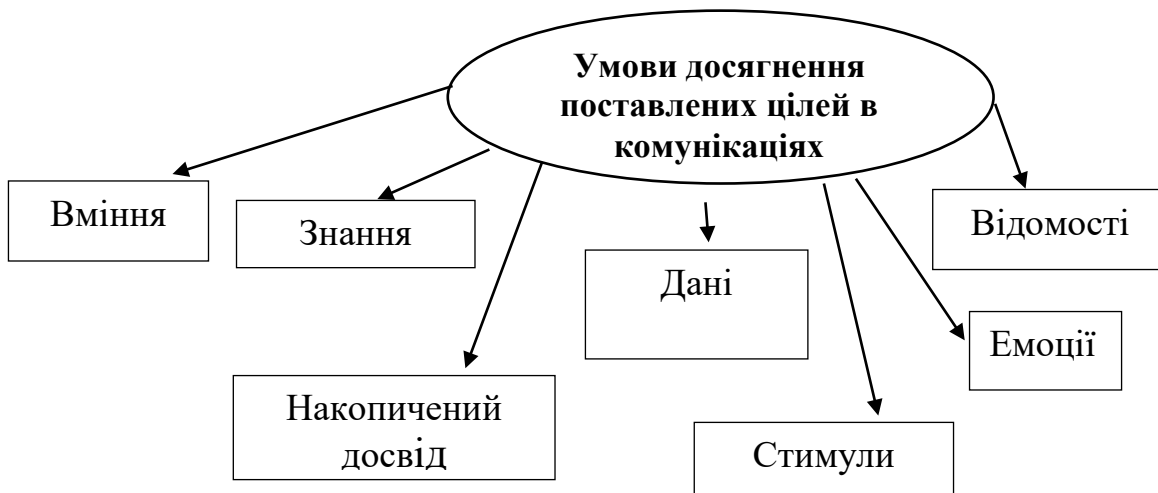 Умови досягнення
поставлених цілей в
комунікаціях
Вміння
Знання
Накопичений
досвід
Дані
Стимули
Емоції
Відомості